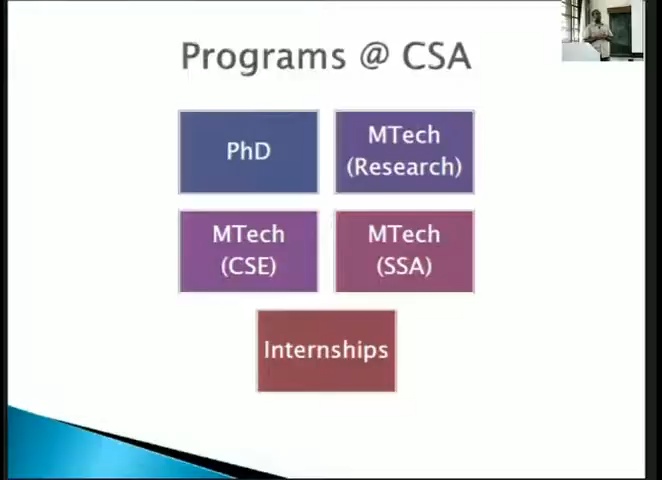 Programs @ CSA
PhD
MTech
(Research)
MTech
(CSE)
MTech
(SSA)
Internships